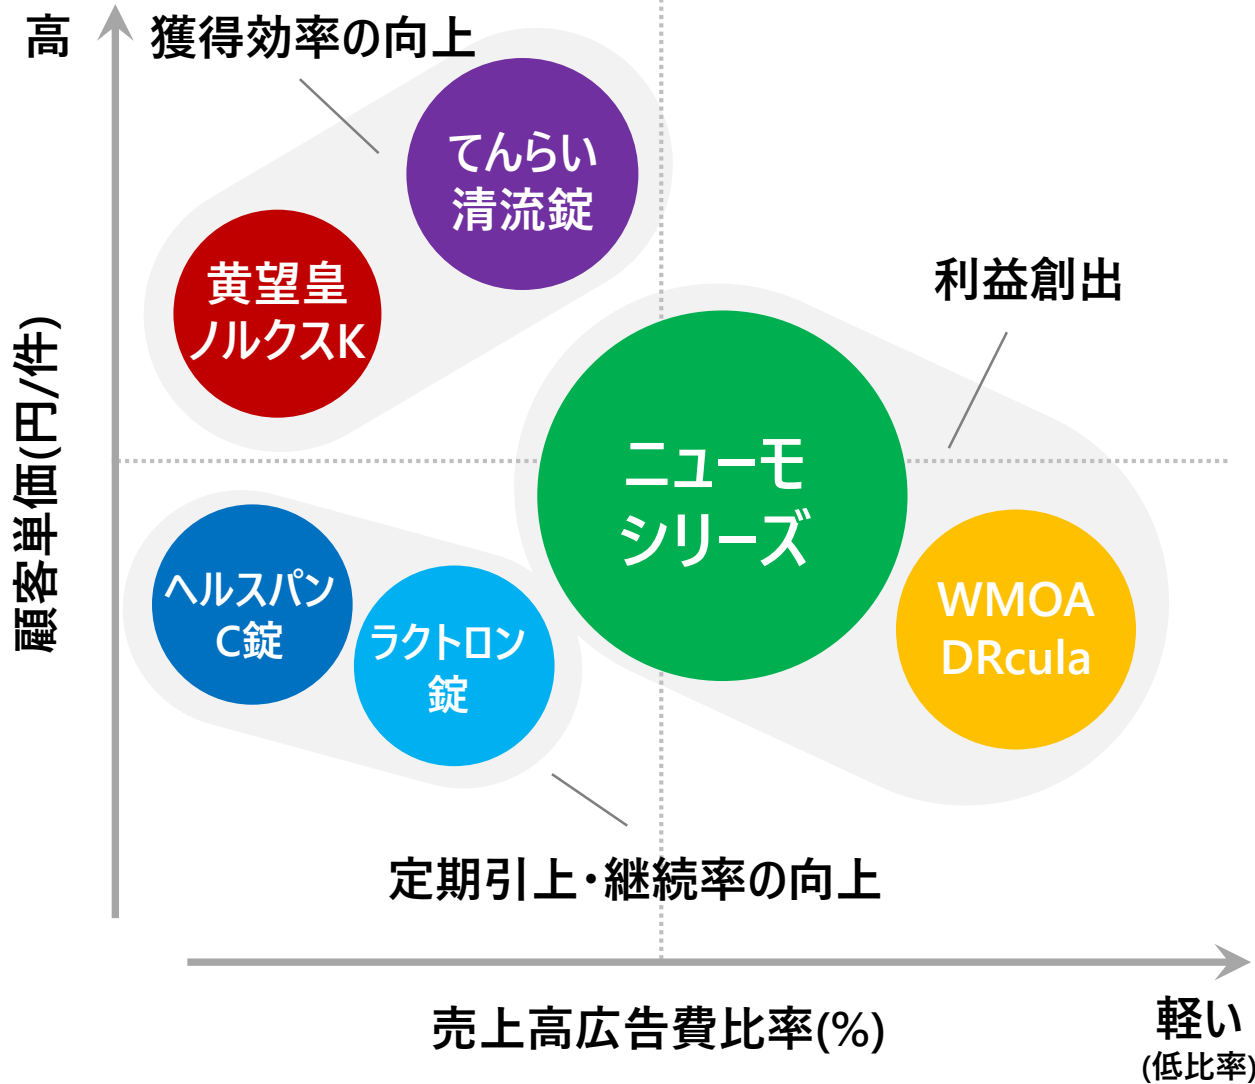 高
獲得効率の向上
てんらい
清流錠
黄望皇
ノルクスK
利益創出
顧客単価(円/件)
ニューモ
シリーズ
ヘルスパン
C錠
ラクトロン
錠
WMOA
DRcula
定期引上・継続率の向上
売上高広告費比率(%)
軽い
(低比率)